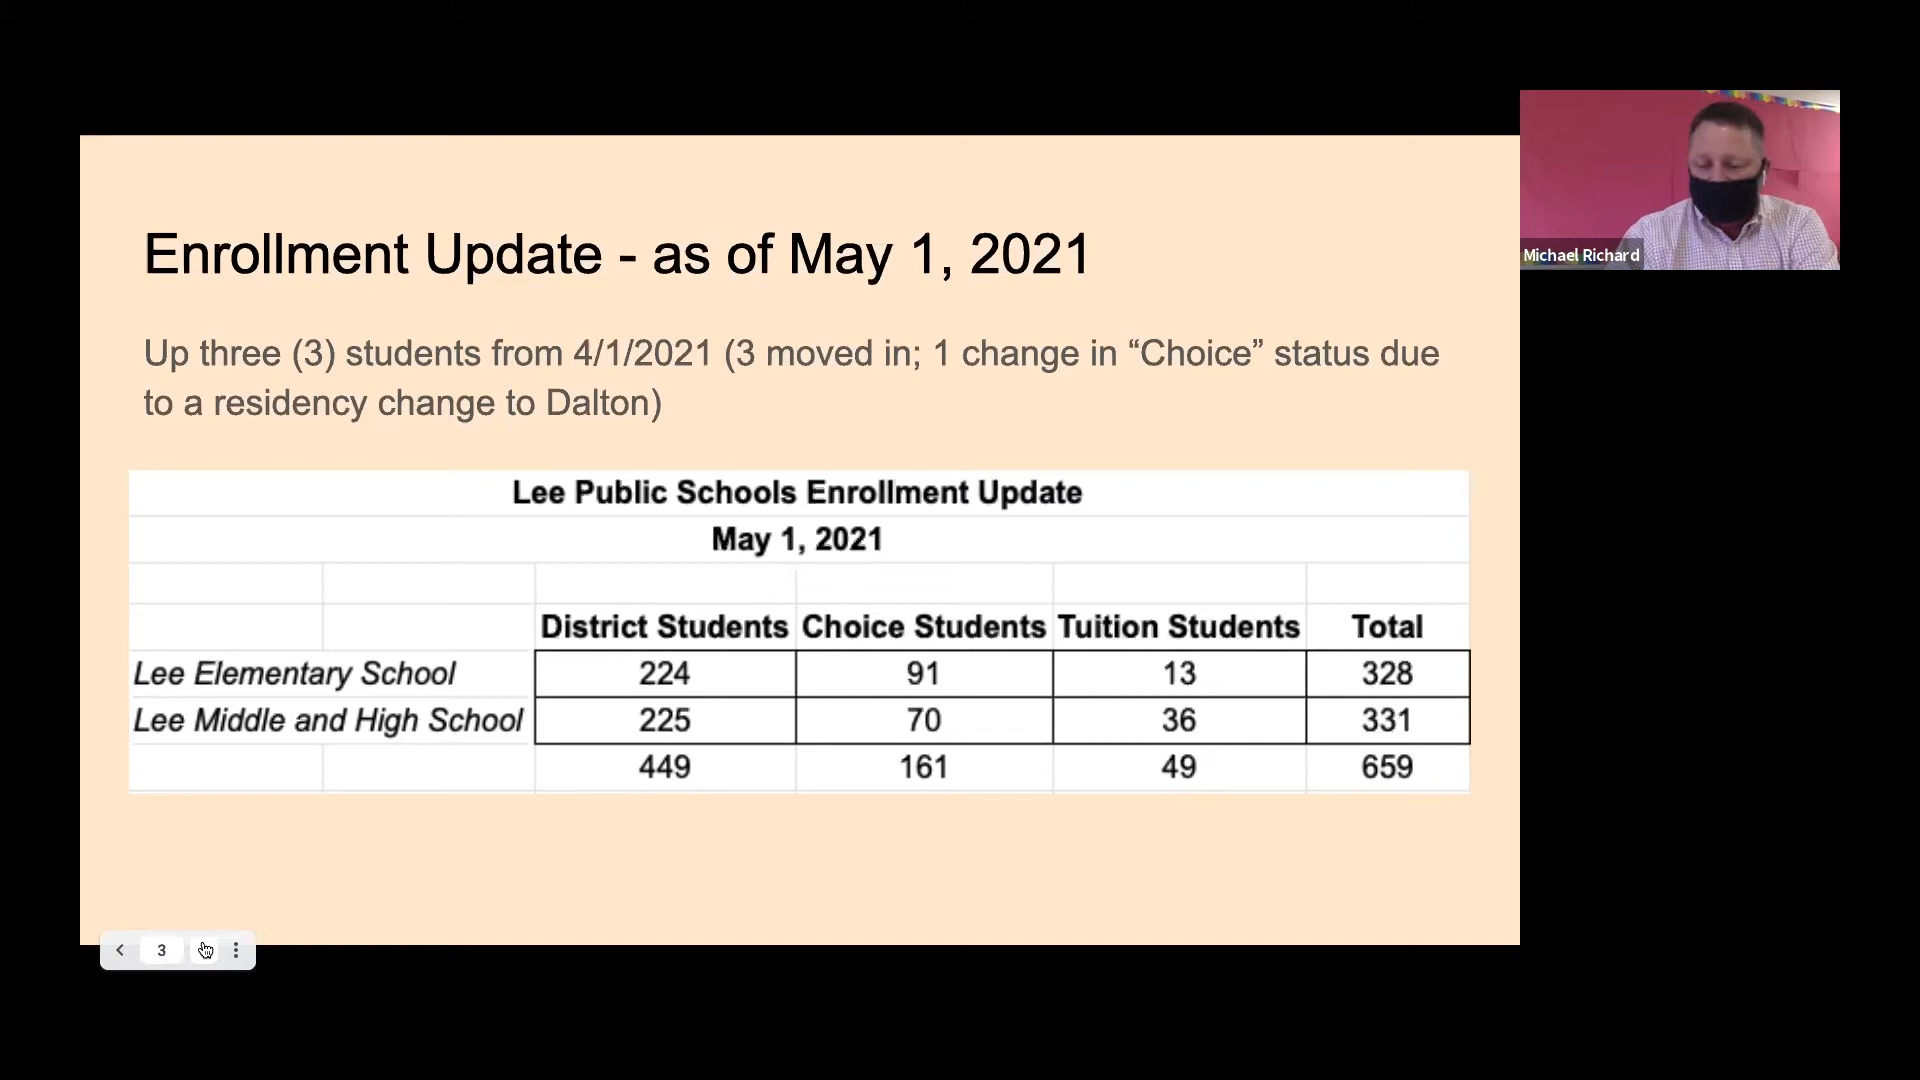 Enrollment Update - as of May 1, 2021
Up three (3) students from 4/1/2021 (3 moved in; 1 change in “Choice” status due
to a residency change to Dalton)
Lee Public Schools Enrollment Update
May 1, 2021
District Students Choice Students Tuition Students Total
Lee Elementary School 224 91 13 328
Lee Middle and High School 225 70 36 331
449 161 49 659
Michael Richard
3